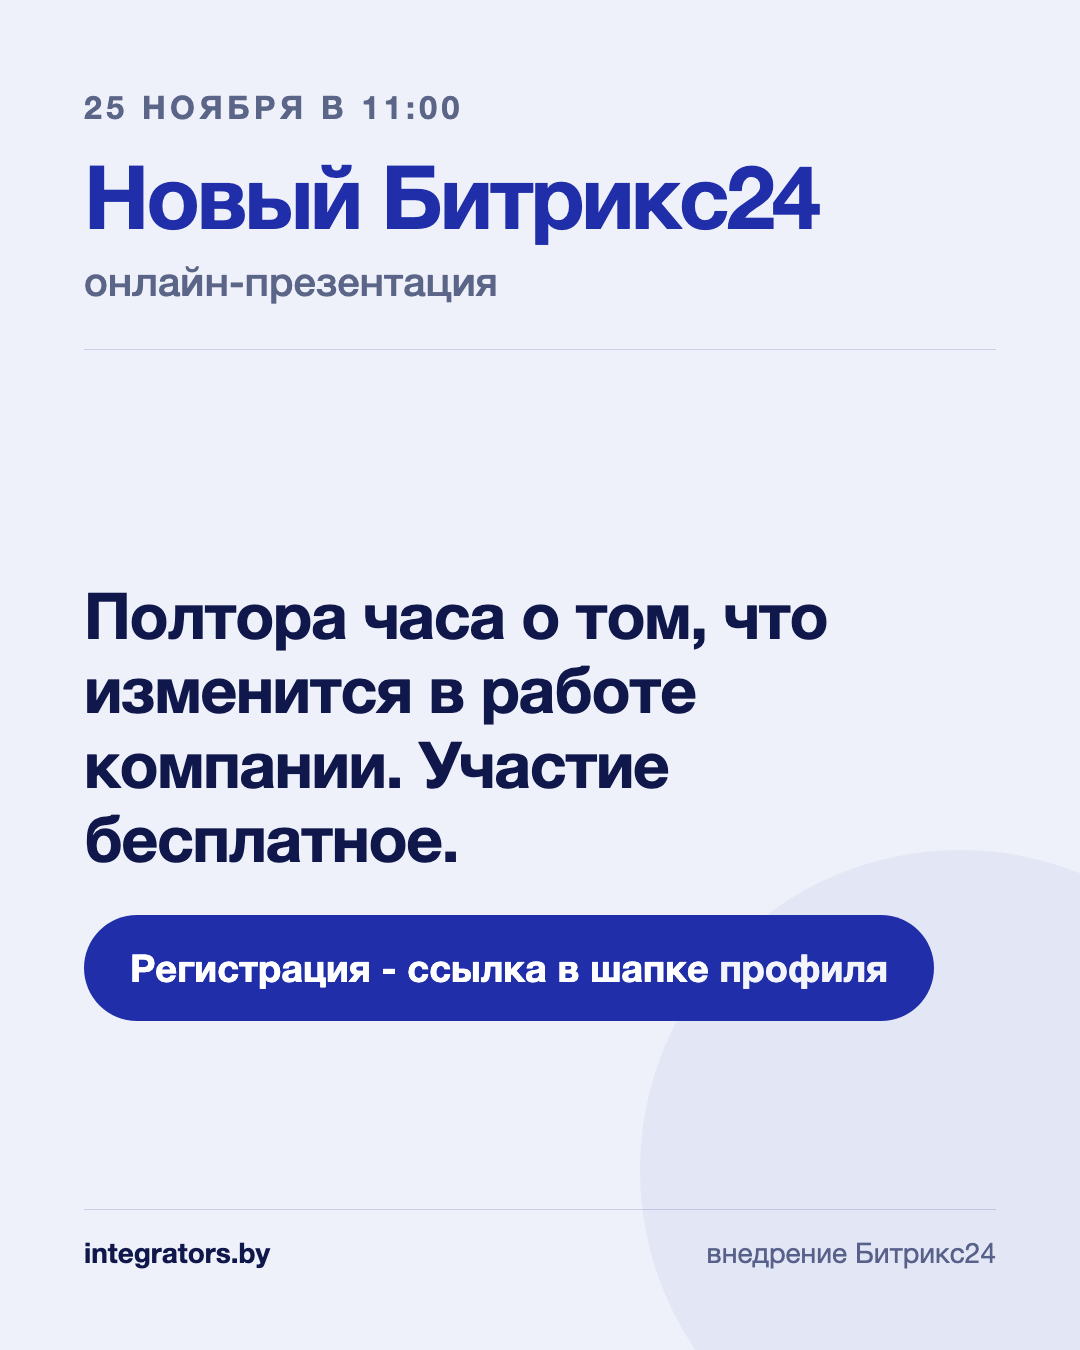 25 НОЯБРЯ В 11:00
Новый Битрикс24
онлайн-презентация
Полтора часа о том, что
изменится в работе
компании. Участие
бесплатное.
Регистрация - ссылка в шапке профиля
integrators.by
внедрение Битрикс24